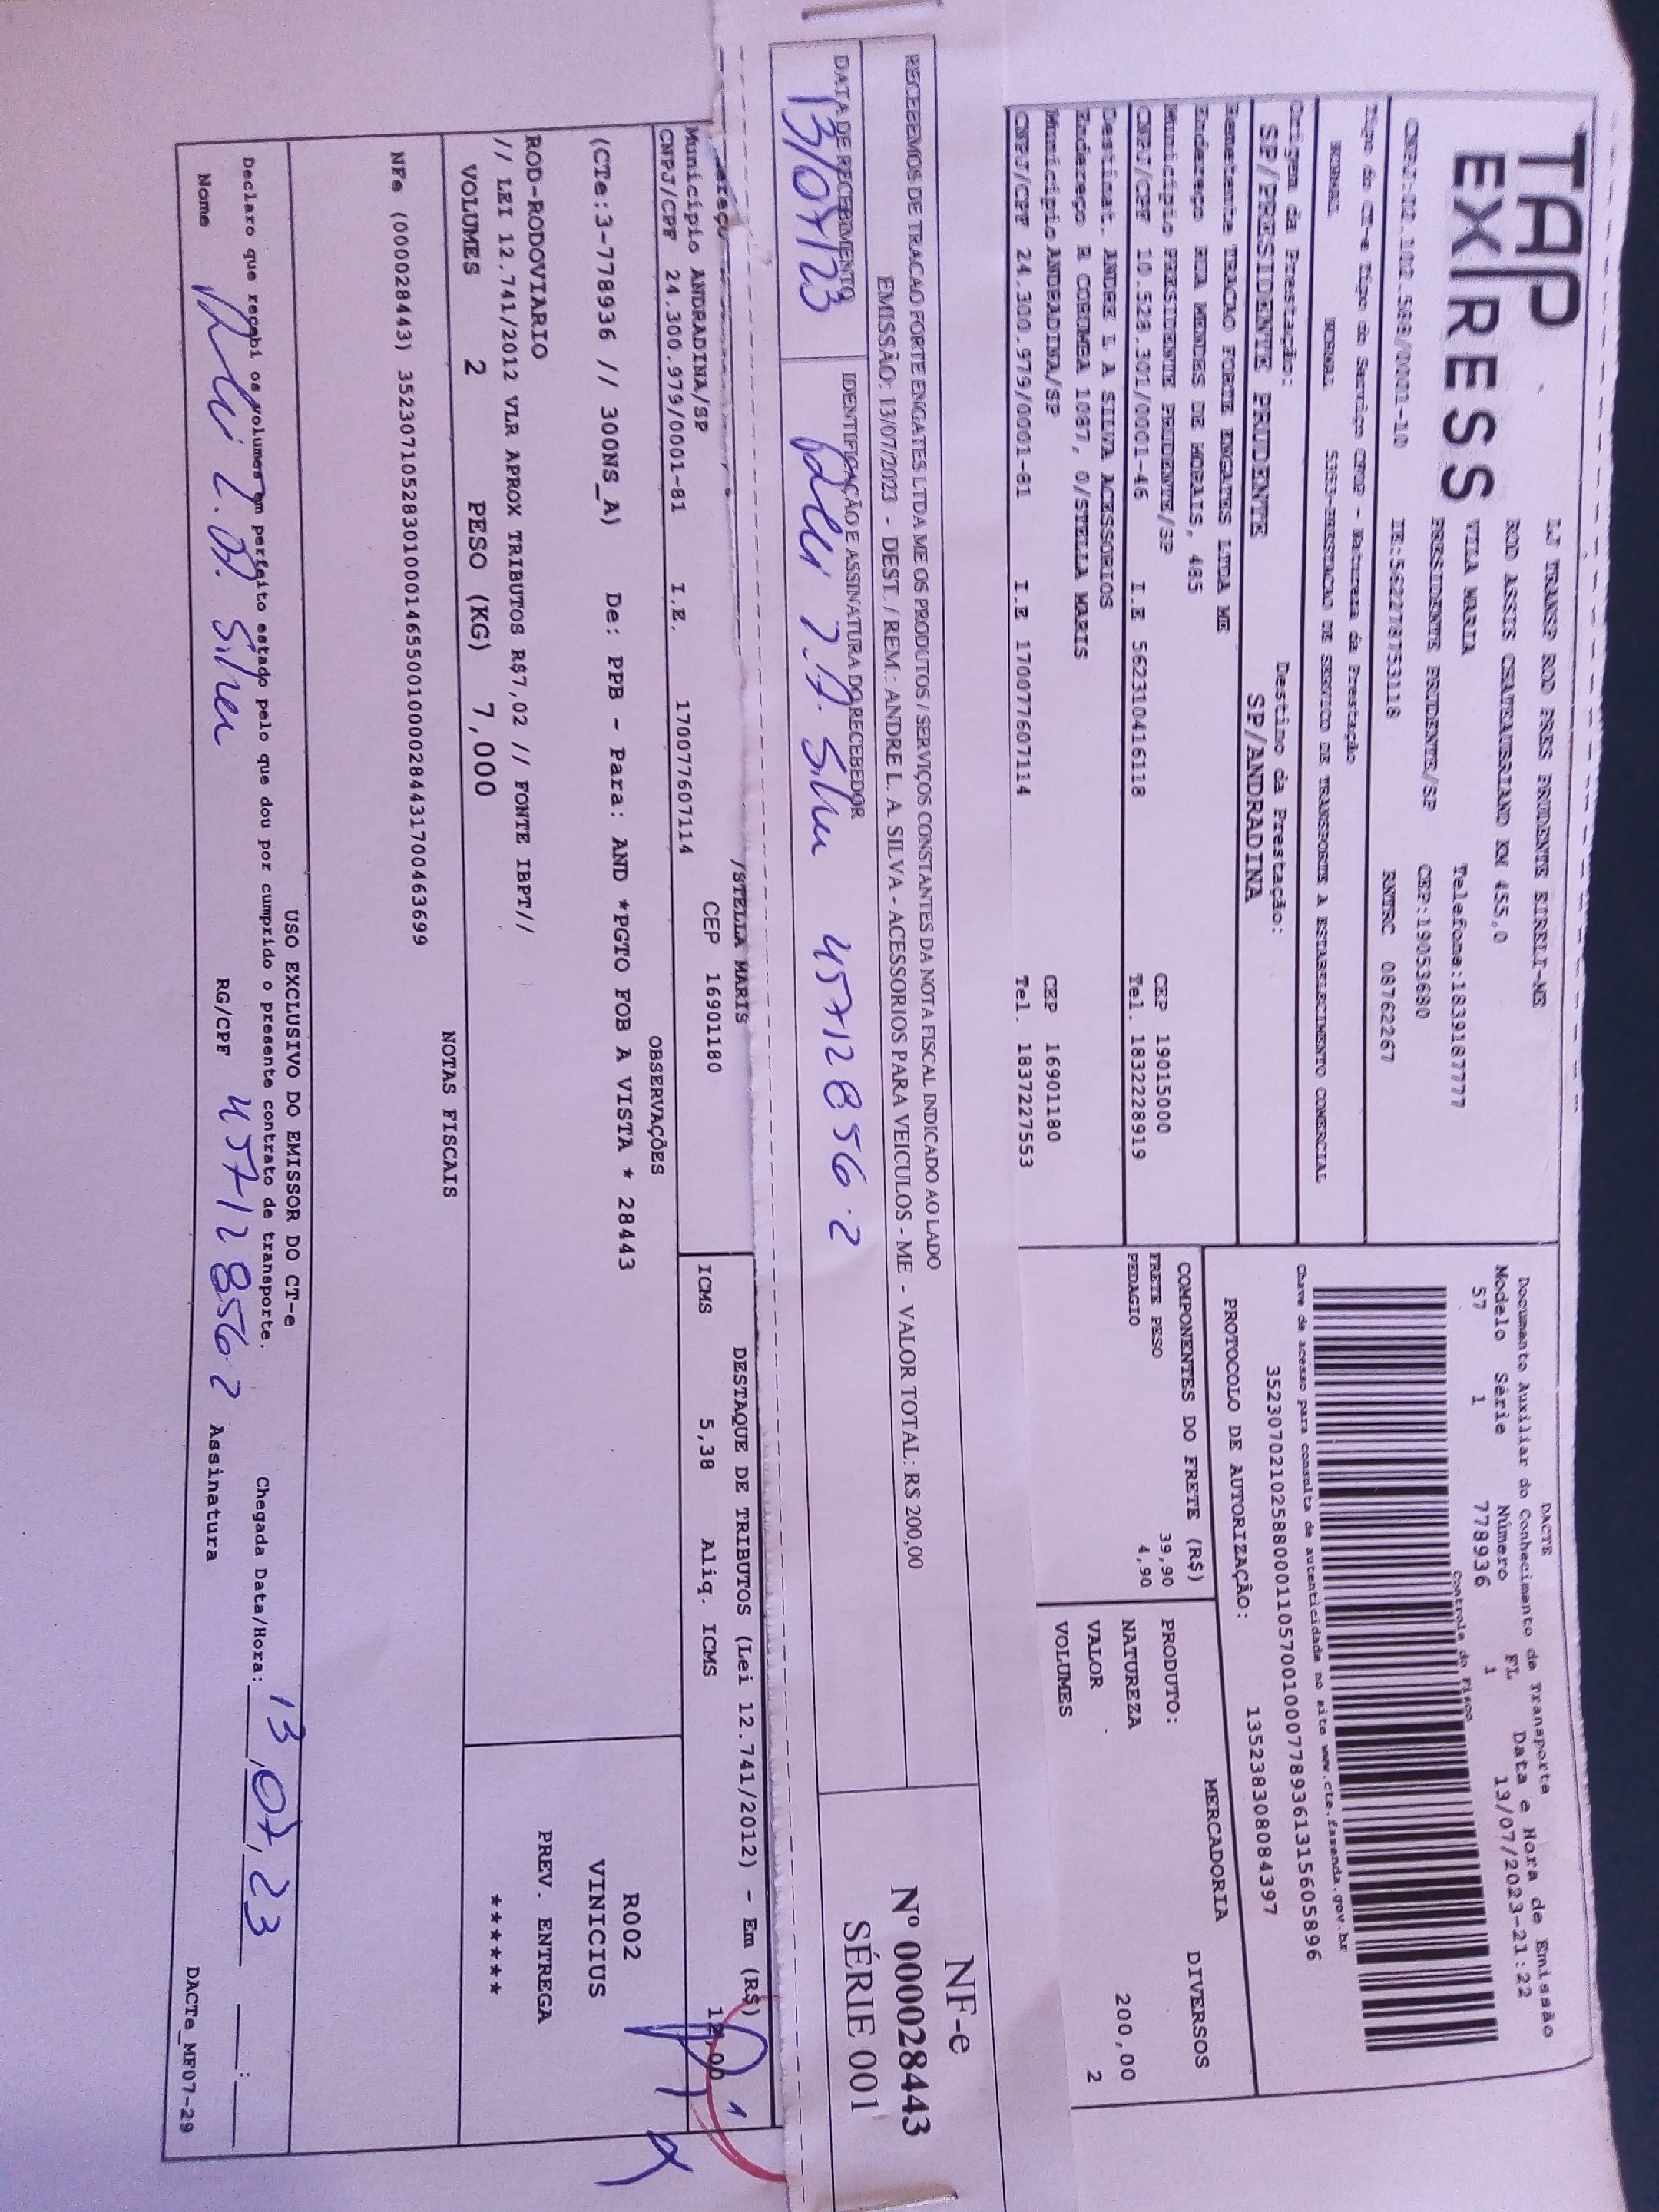 TAP
EXPRESS
LJ TRANSP ROD PRES PRUDENTE EIRELI-ME
ROD ASSIS CHATEAUBRIAND KM 455,0
VILA MARIA Telefone:1839187777
PRESIDENTE PRUDENTE/SP CEP:19053680
CNPJ:02.102.588/0001-10 IE:562278753118 RNTRC 08762267
Tipo do CT-e Tipo de Serviço CFOP - Natureza da Prestação
NORMAL NORMAL 5353-PRESTACAO DE SERVICO DE TRANSPORTE A ESTABELECIMENTO COMERCIAL
Origem da Prestação: Destino da Prestação:
SP/PRESIDENTE PRUDENTE SP/ANDRADINA
Remetente TRACAO FORTE ENGATES LTDA ME
Endereço RUA MENDES DE MORAIS, 485
Município PRESIDENTE PRUDENTE/SP CEP 19015000
CNPJ/CPF 10.528.301/0001-46 I.E 562310416118 Tel. 1832228919
Destinat. ANDRE L A SILVA ACESSORIOS
Endereço R CORUMBA 1087, 0/STELLA MARIS
Município ANDRADINA/SP CEP 16901180
CNPJ/CPF 24.300.979/0001-81 I.E 170077607114 Tel. 1837227553
DACTE
Documento Auxiliar do Conhecimento de Transporte
Modelo Série Número FL Data e Hora de Emissão
57 1 778936 1 13/07/2023-21:22
Controle do Fisco
Chave de acesso para consulta de autenticidade no site www.cte.fazenda.gov.br
35230702102588000110570010007789361315605896
PROTOCOLO DE AUTORIZAÇÃO: 135238308084397
COMPONENTES DO FRETE (R$)
FRETE PESO 39,90
PEDAGIO 4,90
MERCADORIA
PRODUTO: DIVERSOS
NATUREZA
VALOR 200,00
VOLUMES 2
RECEBEMOS DE TRACAO FORTE ENGATES LTDA ME OS PRODUTOS / SERVIÇOS CONSTANTES DA NOTA FISCAL INDICADO AO LADO
EMISSÃO: 13/07/2023 - DEST. / REM.: ANDRE L. A. SILVA - ACESSORIOS PARA VEICULOS - ME - VALOR TOTAL: R$ 200,00
DATA DE RECEBIMENTO IDENTIFICAÇÃO E ASSINATURA DO RECEBEDOR
13/07/23 Silva 45712856 2
NF-e
Nº 000028443
SÉRIE 001
/STELLA MARIS
Município ANDRADINA/SP CEP 16901180
CNPJ/CPF 24.300.979/0001-81 I.E. 170077607114
DESTAQUE DE TRIBUTOS (Lei 12.741/2012) - Em (R$)
ICMS 5,38 Aliq. ICMS 12,00
OBSERVAÇÕES
(CTe:3-778936 // 300NS_A) De: PPB - Para: AND *PGTO FOB A VISTA * 28443
R002
VINICIUS
ROD-RODOVIARIO
// LEI 12.741/2012 VLR APROX TRIBUTOS R$7,02 // FONTE IBPT//
VOLUMES 2 PESO (KG) 7,000
PREV. ENTREGA
*******
NOTAS FISCAIS
NFe (000028443) 35230710528301000146550010000284431700463699
USO EXCLUSIVO DO EMISSOR DO CT-e
Declaro que recebi os volumes em perfeito estado pelo que dou por cumprido o presente contrato de transporte. Chegada Data/Hora: 13,07,23 :
Nome Silva RG/CPF 45712856 2 Assinatura
DACTe_MF07-29